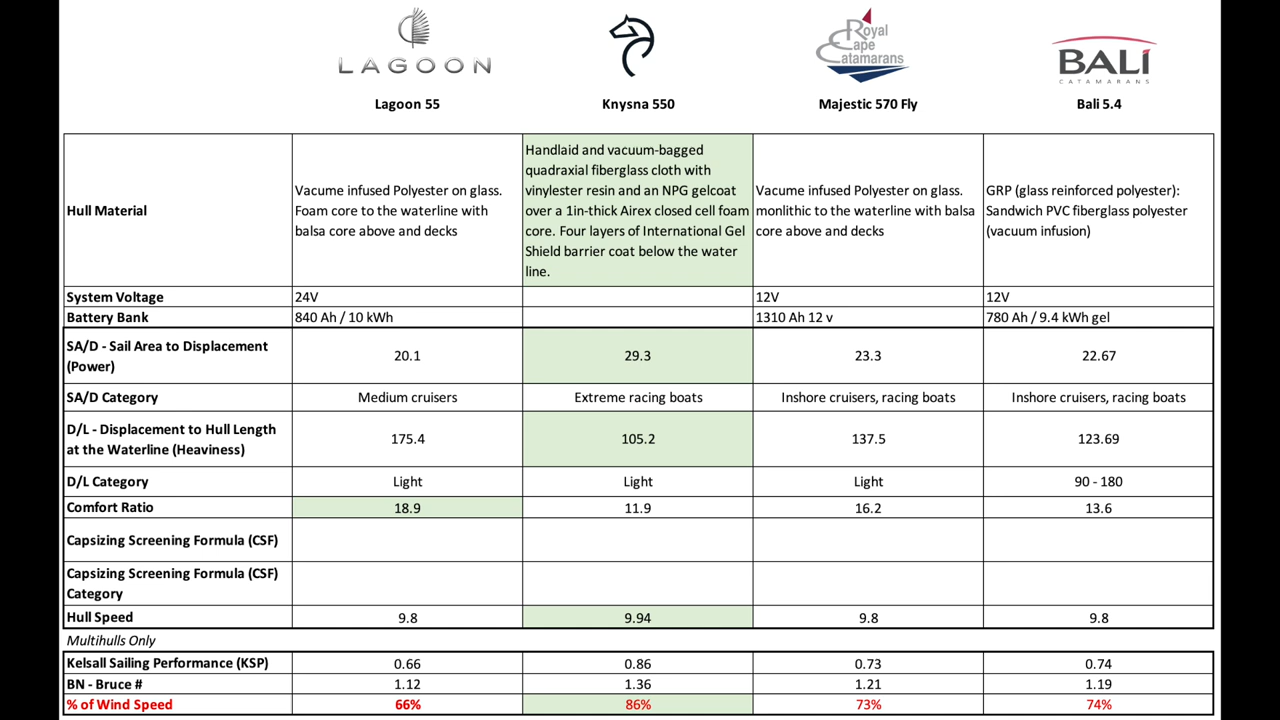 LAGOON
Royal
Cape
Catamarans
BALI
CATAMARANS
Lagoon 55
Knysna 550
Majestic 570 Fly
Bali 5.4
Hull Material
Vacume infused Polyester on glass.
Foam core to the waterline with
balsa core above and decks
Handlaid and vacuum-bagged
quadraxial fiberglass cloth with
vinylester resin and an NPG gelcoat
over a 1in-thick Airex closed cell foam
core. Four layers of International Gel
Shield barrier coat below the water
line.
Vacume infused Polyester on glass.
monlithic to the waterline with balsa
core above and decks
GRP (glass reinforced polyester):
Sandwich PVC fiberglass polyester
(vacuum infusion)
System Voltage
24V
12V
12V
Battery Bank
840 Ah / 10 kWh
1310 Ah 12 v
780 Ah / 9.4 kWh gel
SA/D - Sail Area to Displacement
(Power)
20.1
29.3
23.3
22.67
SA/D Category
Medium cruisers
Extreme racing boats
Inshore cruisers, racing boats
Inshore cruisers, racing boats
D/L - Displacement to Hull Length
at the Waterline (Heaviness)
175.4
105.2
137.5
123.69
D/L Category
Light
Light
Light
90 - 180
Comfort Ratio
18.9
11.9
16.2
13.6
Capsizing Screening Formula (CSF)
Capsizing Screening Formula (CSF)
Category
Hull Speed
9.8
9.94
9.8
9.8
Multihulls Only
Kelsall Sailing Performance (KSP)
0.66
0.86
0.73
0.74
BN - Bruce #
1.12
1.36
1.21
1.19
% of Wind Speed
66%
86%
73%
74%